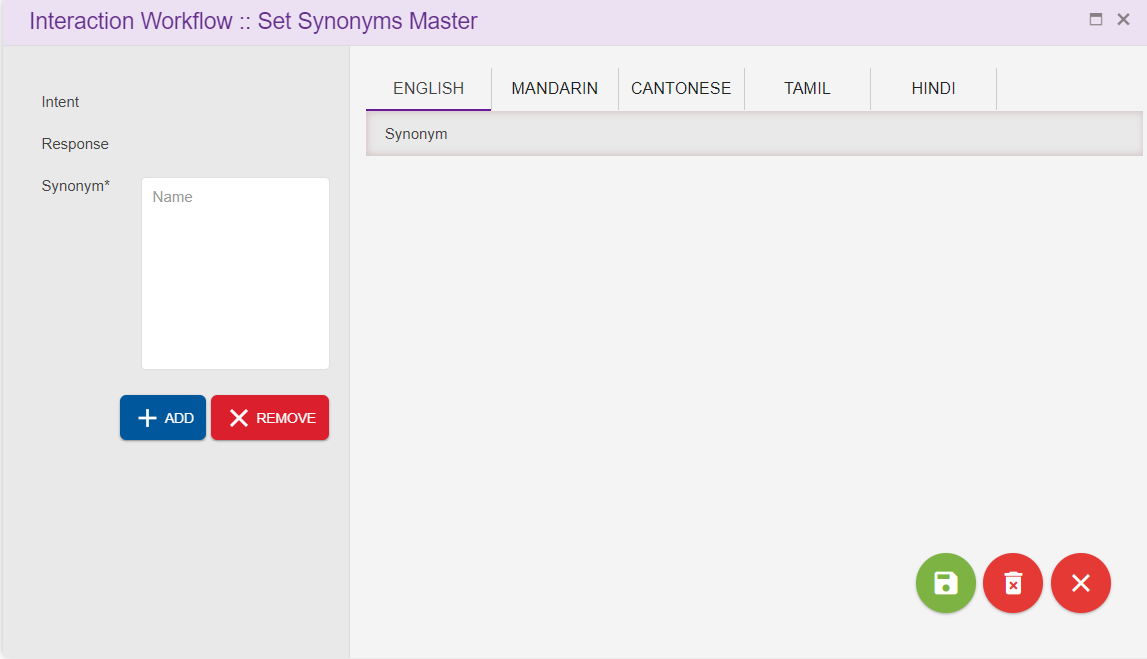 Interaction Workflow :: Set Synonyms Master
Intent
Response
Synonym*
Name
ADD
REMOVE
ENGLISH
MANDARIN
CANTONESE
TAMIL
HINDI
Synonym